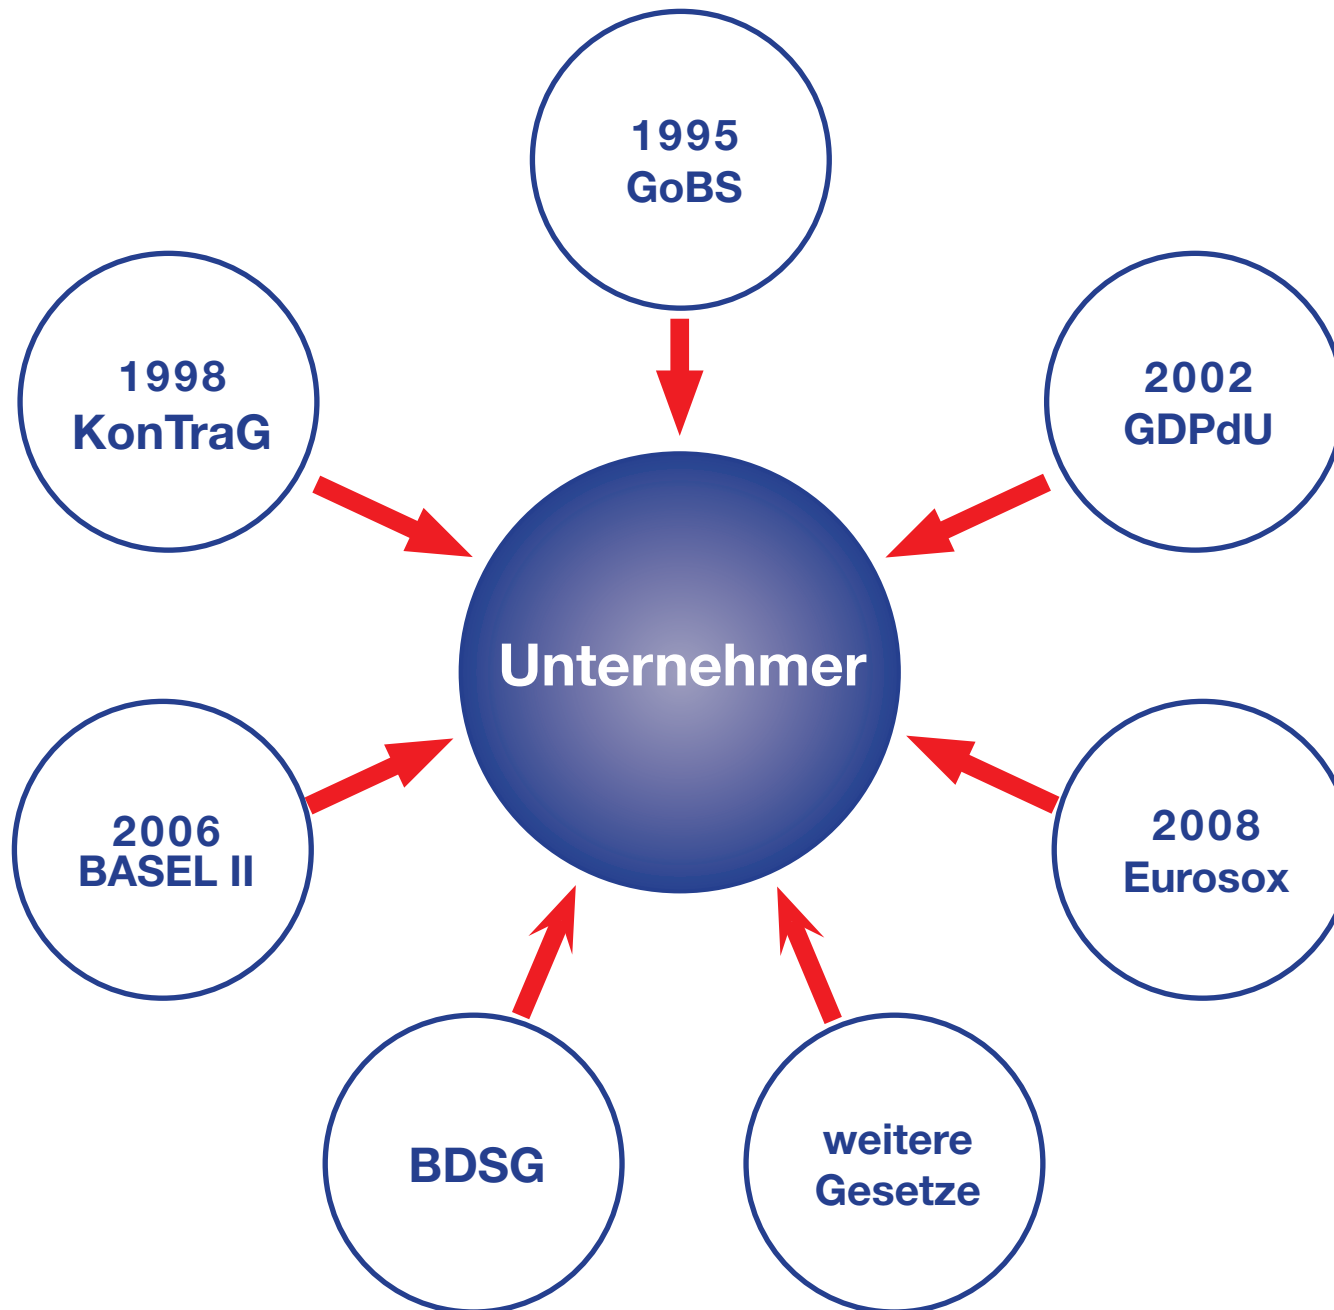 1995
GoBS
1998
KonTraG
2002
GDPdU
Unternehmer
2006
BASEL II
2008
Eurosox
BDSG
weitere
Gesetze